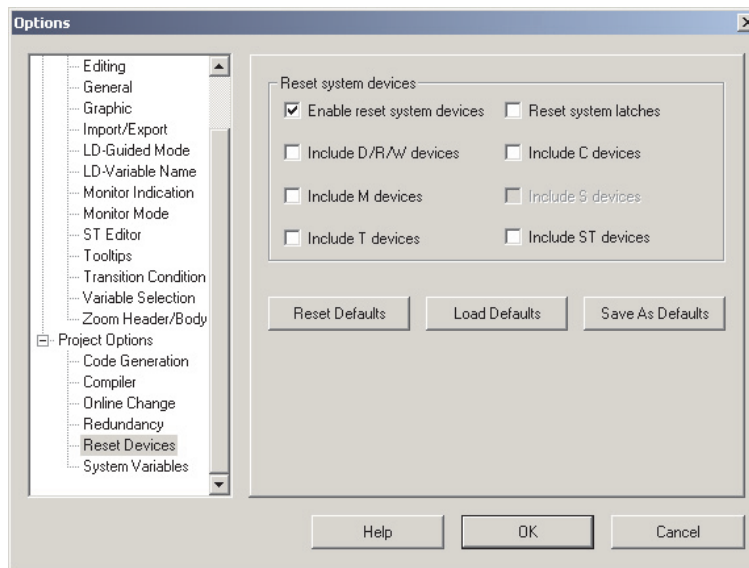 Options
Editing
General
Graphic
Import/Export
LD-Guided Mode
LD-Variable Name
Monitor Indication
Monitor Mode
ST Editor
Tooltips
Transition Condition
Variable Selection
Zoom Header/Body
Project Options
Code Generation
Compiler
Online Change
Redundancy
Reset Devices
System Variables
Reset system devices
Enable reset system devices
Reset system latches
Include D/R/W devices
Include C devices
Include M devices
Include S devices
Include T devices
Include ST devices
Reset Defaults
Load Defaults
Save As Defaults
Help
OK
Cancel